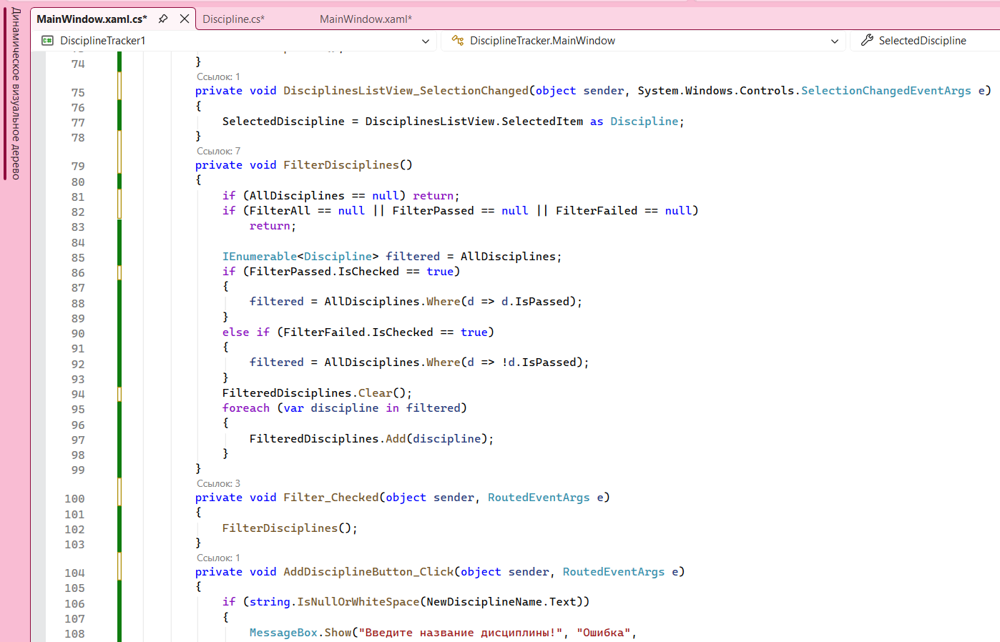 Динамическое визуальное дерево
MainWindow.xaml.cs* Discipline.cs* MainWindow.xaml*
C# DisciplineTracker1 DisciplineTracker.MainWindow SelectedDiscipline
74 }
Ссылок: 1
75 private void DisciplinesListView_SelectionChanged(object sender, System.Windows.Controls.SelectionChangedEventArgs e)
76 {
77 SelectedDiscipline = DisciplinesListView.SelectedItem as Discipline;
78 }
Ссылок: 7
79 private void FilterDisciplines()
80 {
81 if (AllDisciplines == null) return;
82 if (FilterAll == null || FilterPassed == null || FilterFailed == null)
83 return;
84
85 IEnumerable<Discipline> filtered = AllDisciplines;
86 if (FilterPassed.IsChecked == true)
87 {
88 filtered = AllDisciplines.Where(d => d.IsPassed);
89 }
90 else if (FilterFailed.IsChecked == true)
91 {
92 filtered = AllDisciplines.Where(d => !d.IsPassed);
93 }
94 FilteredDisciplines.Clear();
95 foreach (var discipline in filtered)
96 {
97 FilteredDisciplines.Add(discipline);
98 }
99 }
Ссылок: 3
100 private void Filter_Checked(object sender, RoutedEventArgs e)
101 {
102 FilterDisciplines();
103 }
Ссылок: 1
104 private void AddDisciplineButton_Click(object sender, RoutedEventArgs e)
105 {
106 if (string.IsNullOrWhiteSpace(NewDisciplineName.Text))
107 {
108 MessageBox.Show("Введите название дисциплины!", "Ошибка",